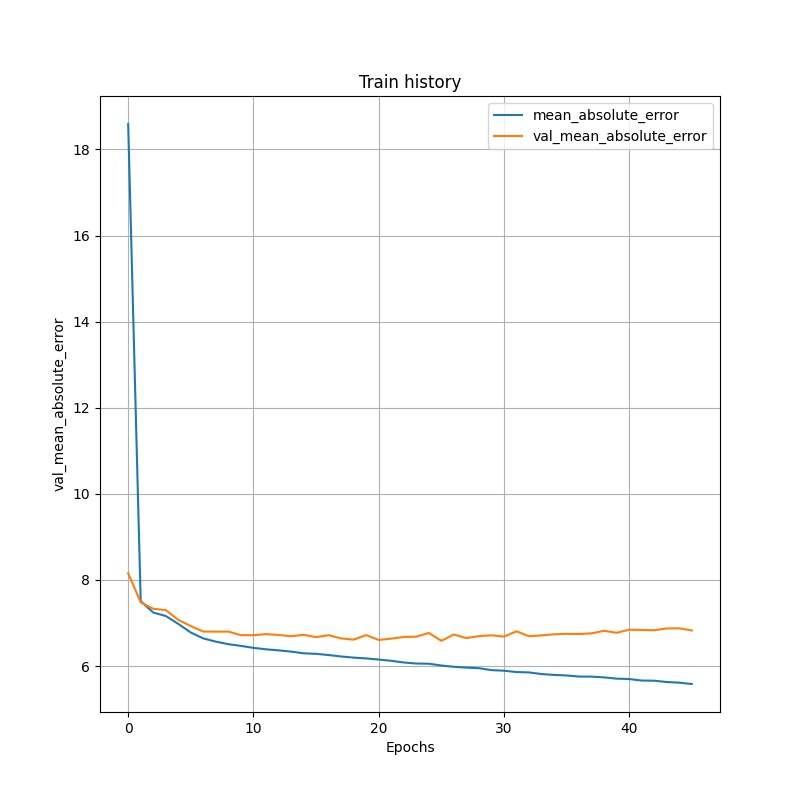 Train history
mean_absolute_error
val_mean_absolute_error
18
16
14
12
10
8
6
val_mean_absolute_error
0 10 20 30 40
Epochs